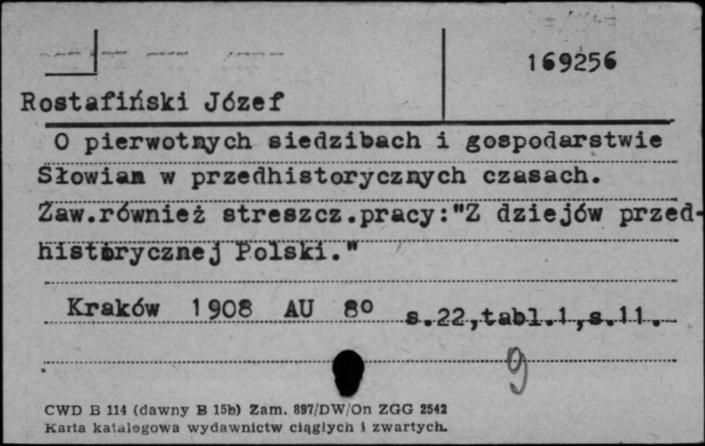 169256
Rostafiński Józef
O pierwotnych siedzibach i gospodarstwie
Słowian w przedhistorycznych czasach.
Zaw.również streszcz.pracy:"Z dziejów przed-
historycznej Polski."
Kraków 1908 AU 8º s.22,tabl.1,s.11.
9
CWD B 114 (dawny B 15b) Zam. 897/DW/On ZGG 2542
Karta katalogowa wydawnictw ciągłych i zwartych.